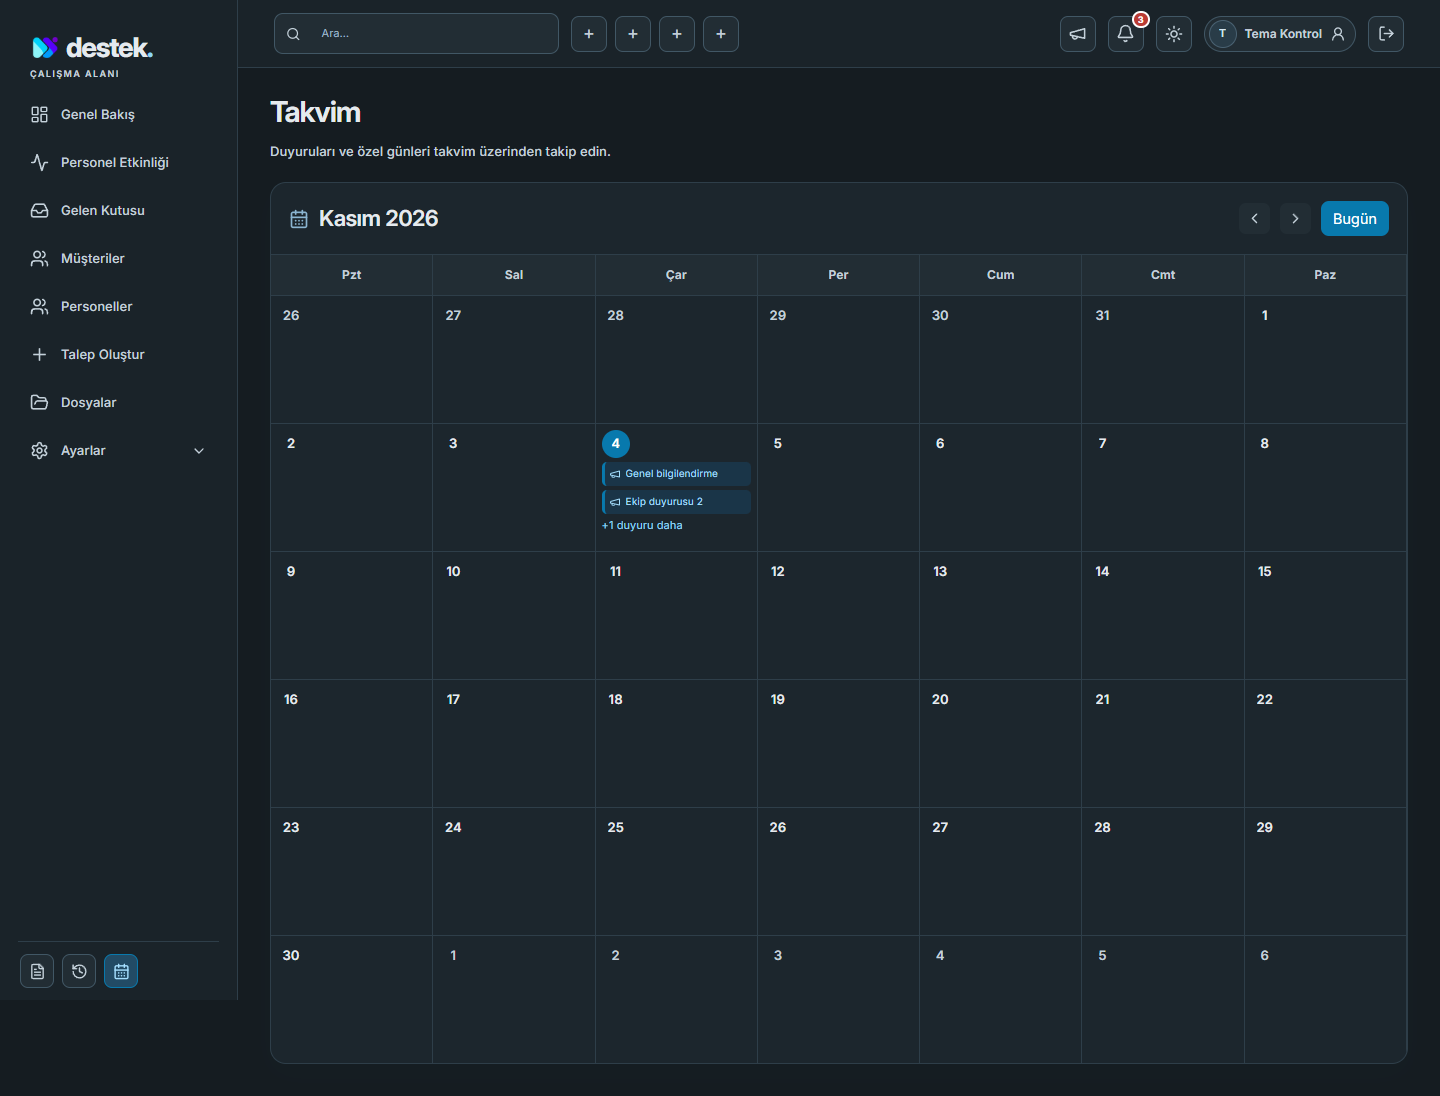 destek.
ÇALIŞMA ALANI
Genel Bakış
Personel Etkinliği
Gelen Kutusu
Müşteriler
Personeller
Talep Oluştur
Dosyalar
Ayarlar
Ara...
+ + + +
3
T Tema Kontrol
Takvim
Duyuruları ve özel günleri takvim üzerinden takip edin.
Kasım 2026
Bugün
Pzt Sal Çar Per Cum Cmt Paz
26 27 28 29 30 31 1
2 3 4 5 6 7 8
Genel bilgilendirme
Ekip duyurusu 2
+1 duyuru daha
9 10 11 12 13 14 15
16 17 18 19 20 21 22
23 24 25 26 27 28 29
30 1 2 3 4 5 6